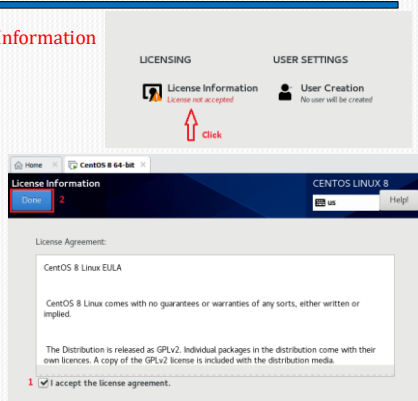 Information
LICENSING
USER SETTINGS
License Information
License not accepted
User Creation
No user will be created
Click
Home
CentOS 8 64-bit
License Information
CENTOS LINUX 8
Done
2
us
Help!
License Agreement:
CentOS 8 Linux EULA
CentOS 8 Linux comes with no guarantees or warranties of any sorts, either written or
implied.
The Distribution is released as GPLv2. Individual packages in the distribution come with their
own licences. A copy of the GPLv2 license is included with the distribution media.
1
I accept the license agreement.